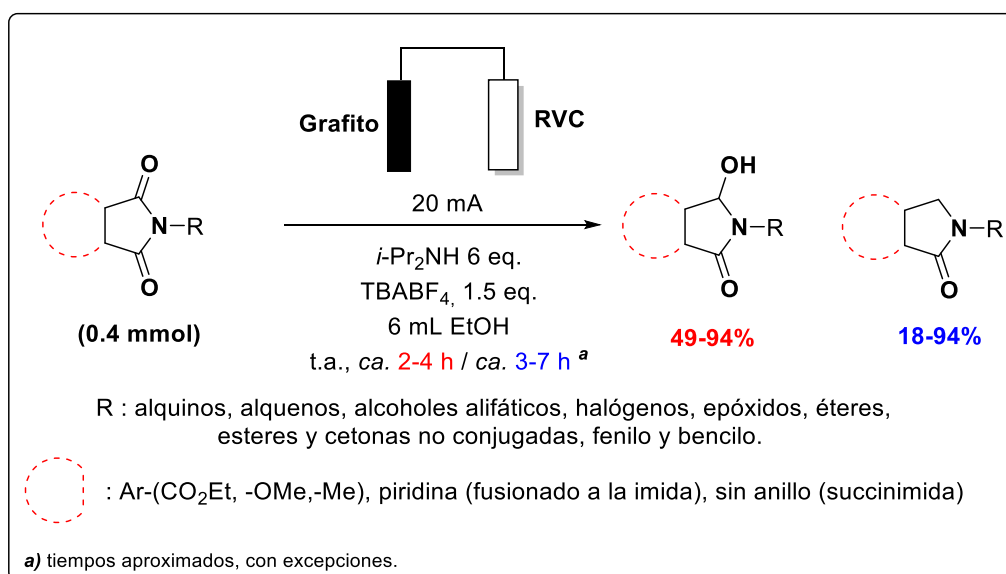 Grafito
RVC
O
N-R
O
(0.4 mmol)
20 mA
i-Pr₂NH 6 eq.
TBABF₄, 1.5 eq.
6 mL EtOH
t.a., ca. 2-4 h / ca. 3-7 h a
OH
N-R
O
49-94%
N-R
O
18-94%
R : alquinos, alquenos, alcoholes alifáticos, halógenos, epóxidos, éteres,
esteres y cetonas no conjugadas, fenilo y bencilo.
: Ar-(CO₂Et, -OMe,-Me), piridina (fusionado a la imida), sin anillo (succinimida)
a) tiempos aproximados, con excepciones.